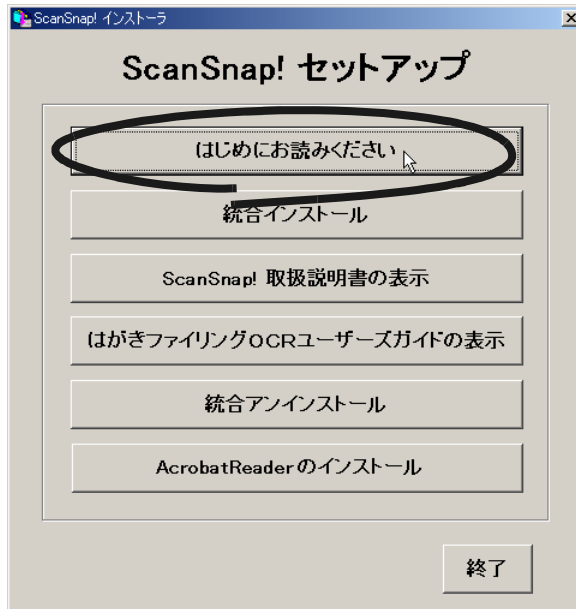 ScanSnap! インストーラ
ScanSnap! セットアップ
はじめにお読みください
統合インストール
ScanSnap! 取扱説明書の表示
はがきファイリングOCRユーザーズガイドの表示
統合アンインストール
AcrobatReaderのインストール
終了